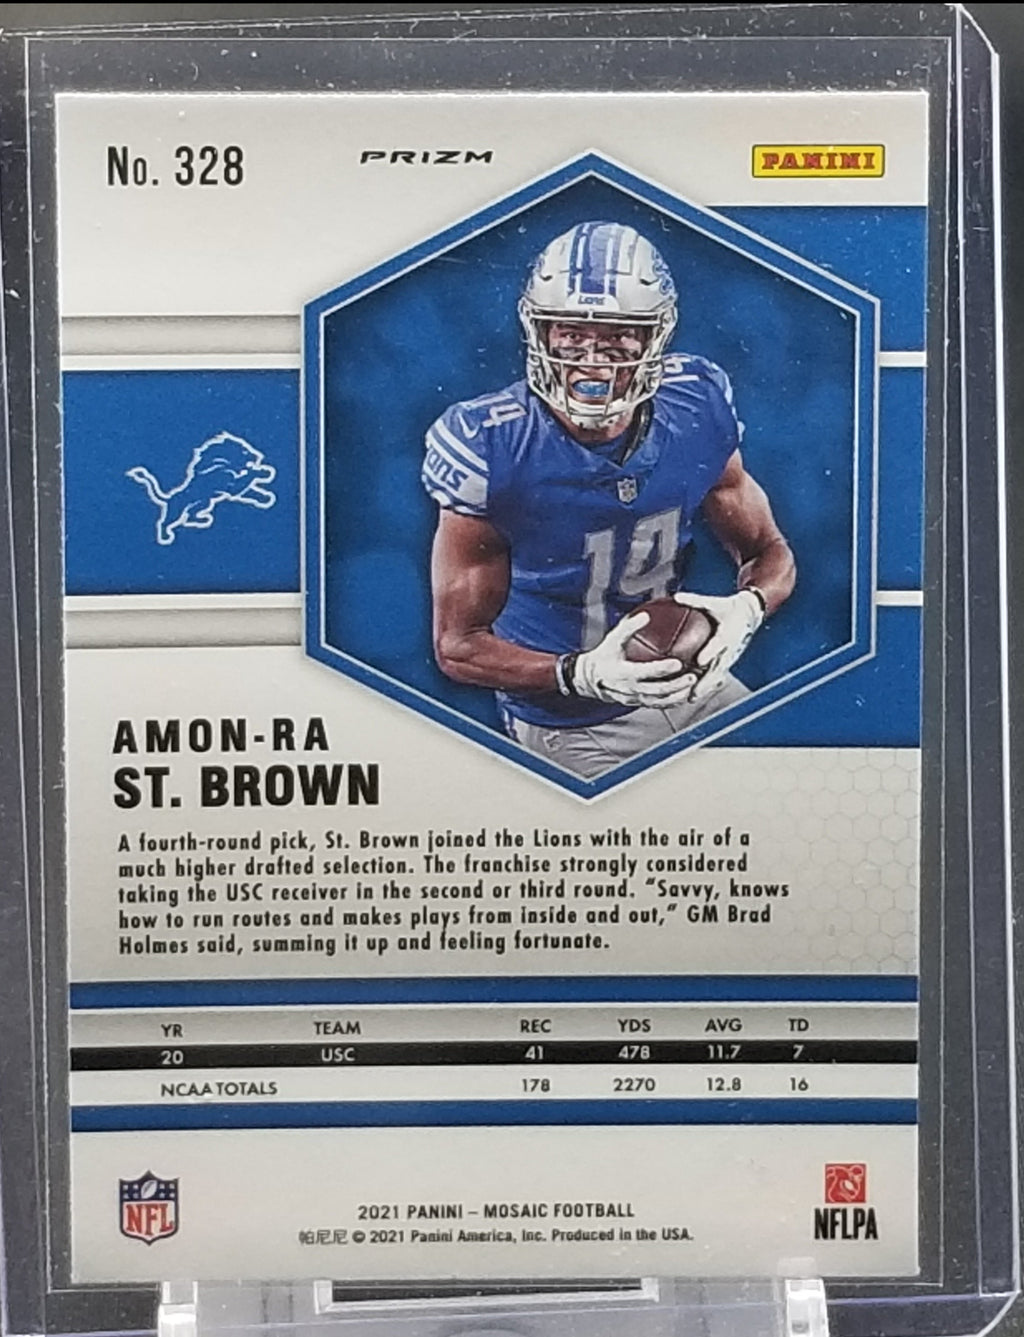 No. 328
PRIZM
PANINI
LIONS
14
14
ons
14
AMON-RA
ST. BROWN
A fourth-round pick, St. Brown joined the Lions with the air of a
much higher drafted selection. The franchise strongly considered
taking the USC receiver in the second or third round. “Savvy, knows
how to run routes and makes plays from inside and out,” GM Brad
Holmes said, summing it up and feeling fortunate.
YR TEAM REC YDS AVG TD
20 USC 41 478 11.7 7
NCAA TOTALS 178 2270 12.8 16
NFL
NFLPA
2021 PANINI – MOSAIC FOOTBALL
帕尼尼 © 2021 Panini America, Inc. Produced in the USA.